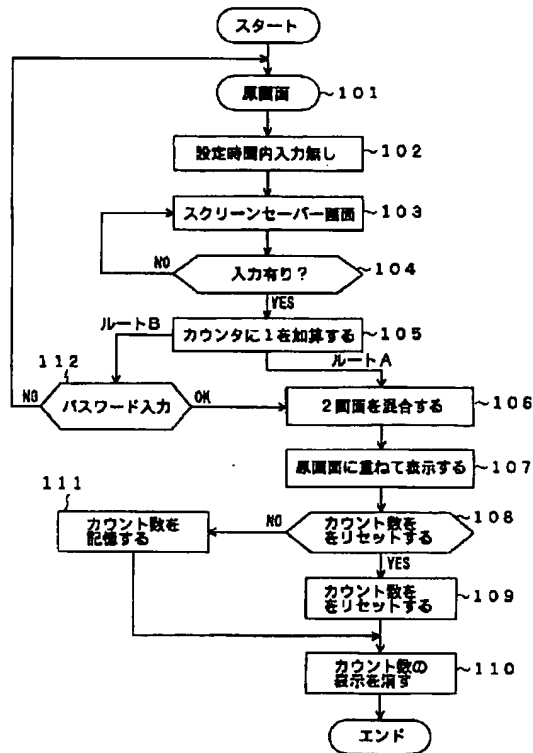 スタート
原画面
~101
設定時間内入力無し
~102
スクリーンセーバー画面
~103
NO
入力有り?
~104
YES
ルートB
カウンタに1を加算する
~105
ルートA
112
NO
パスワード入力
OK
2画面を混合する
~106
原画面に重ねて表示する
~107
111
カウント数を
記憶する
NO
カウント数を
をリセットする
~108
YES
カウント数を
をリセットする
~109
カウント数の
表示を消す
~110
エンド